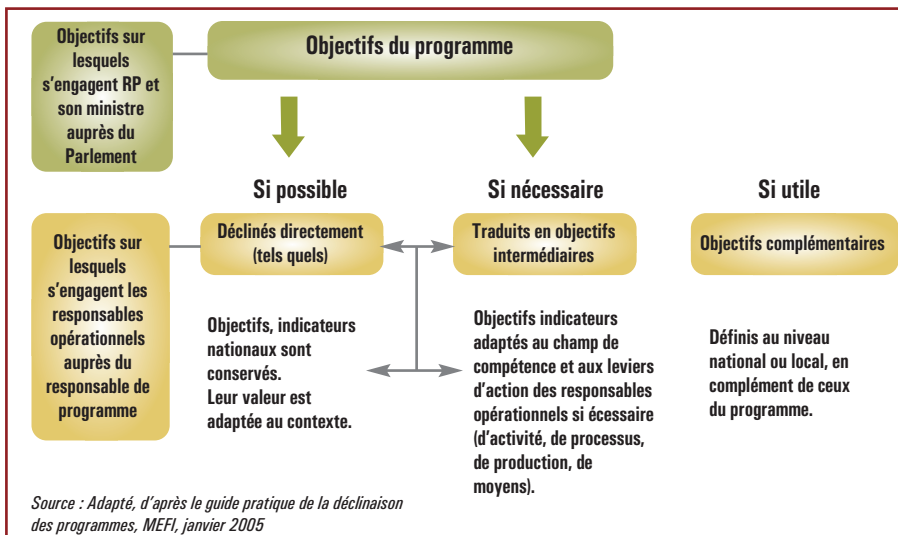 Objectifs sur
lesquels
s'engagent RP et
son ministre
auprès du
Parlement
Objectifs du programme
Si possible
Si nécessaire
Si utile
Objectifs sur
lesquels
s'engagent les
responsables
opérationnels
auprès du
responsable de
programme
Déclinés directement
(tels quels)
Traduits en objectifs
intermédiaires
Objectifs complémentaires
Objectifs, indicateurs
nationaux sont
conservés.
Leur valeur est
adaptée au contexte.
Objectifs indicateurs
adaptés au champ de
compétence et aux leviers
d'action des responsables
opérationnels si écessaire
(d'activité, de processus,
de production, de
moyens).
Définis au niveau
national ou local, en
complément de ceux
du programme.
Source : Adapté, d'après le guide pratique de la déclinaison
des programmes, MEFI, janvier 2005